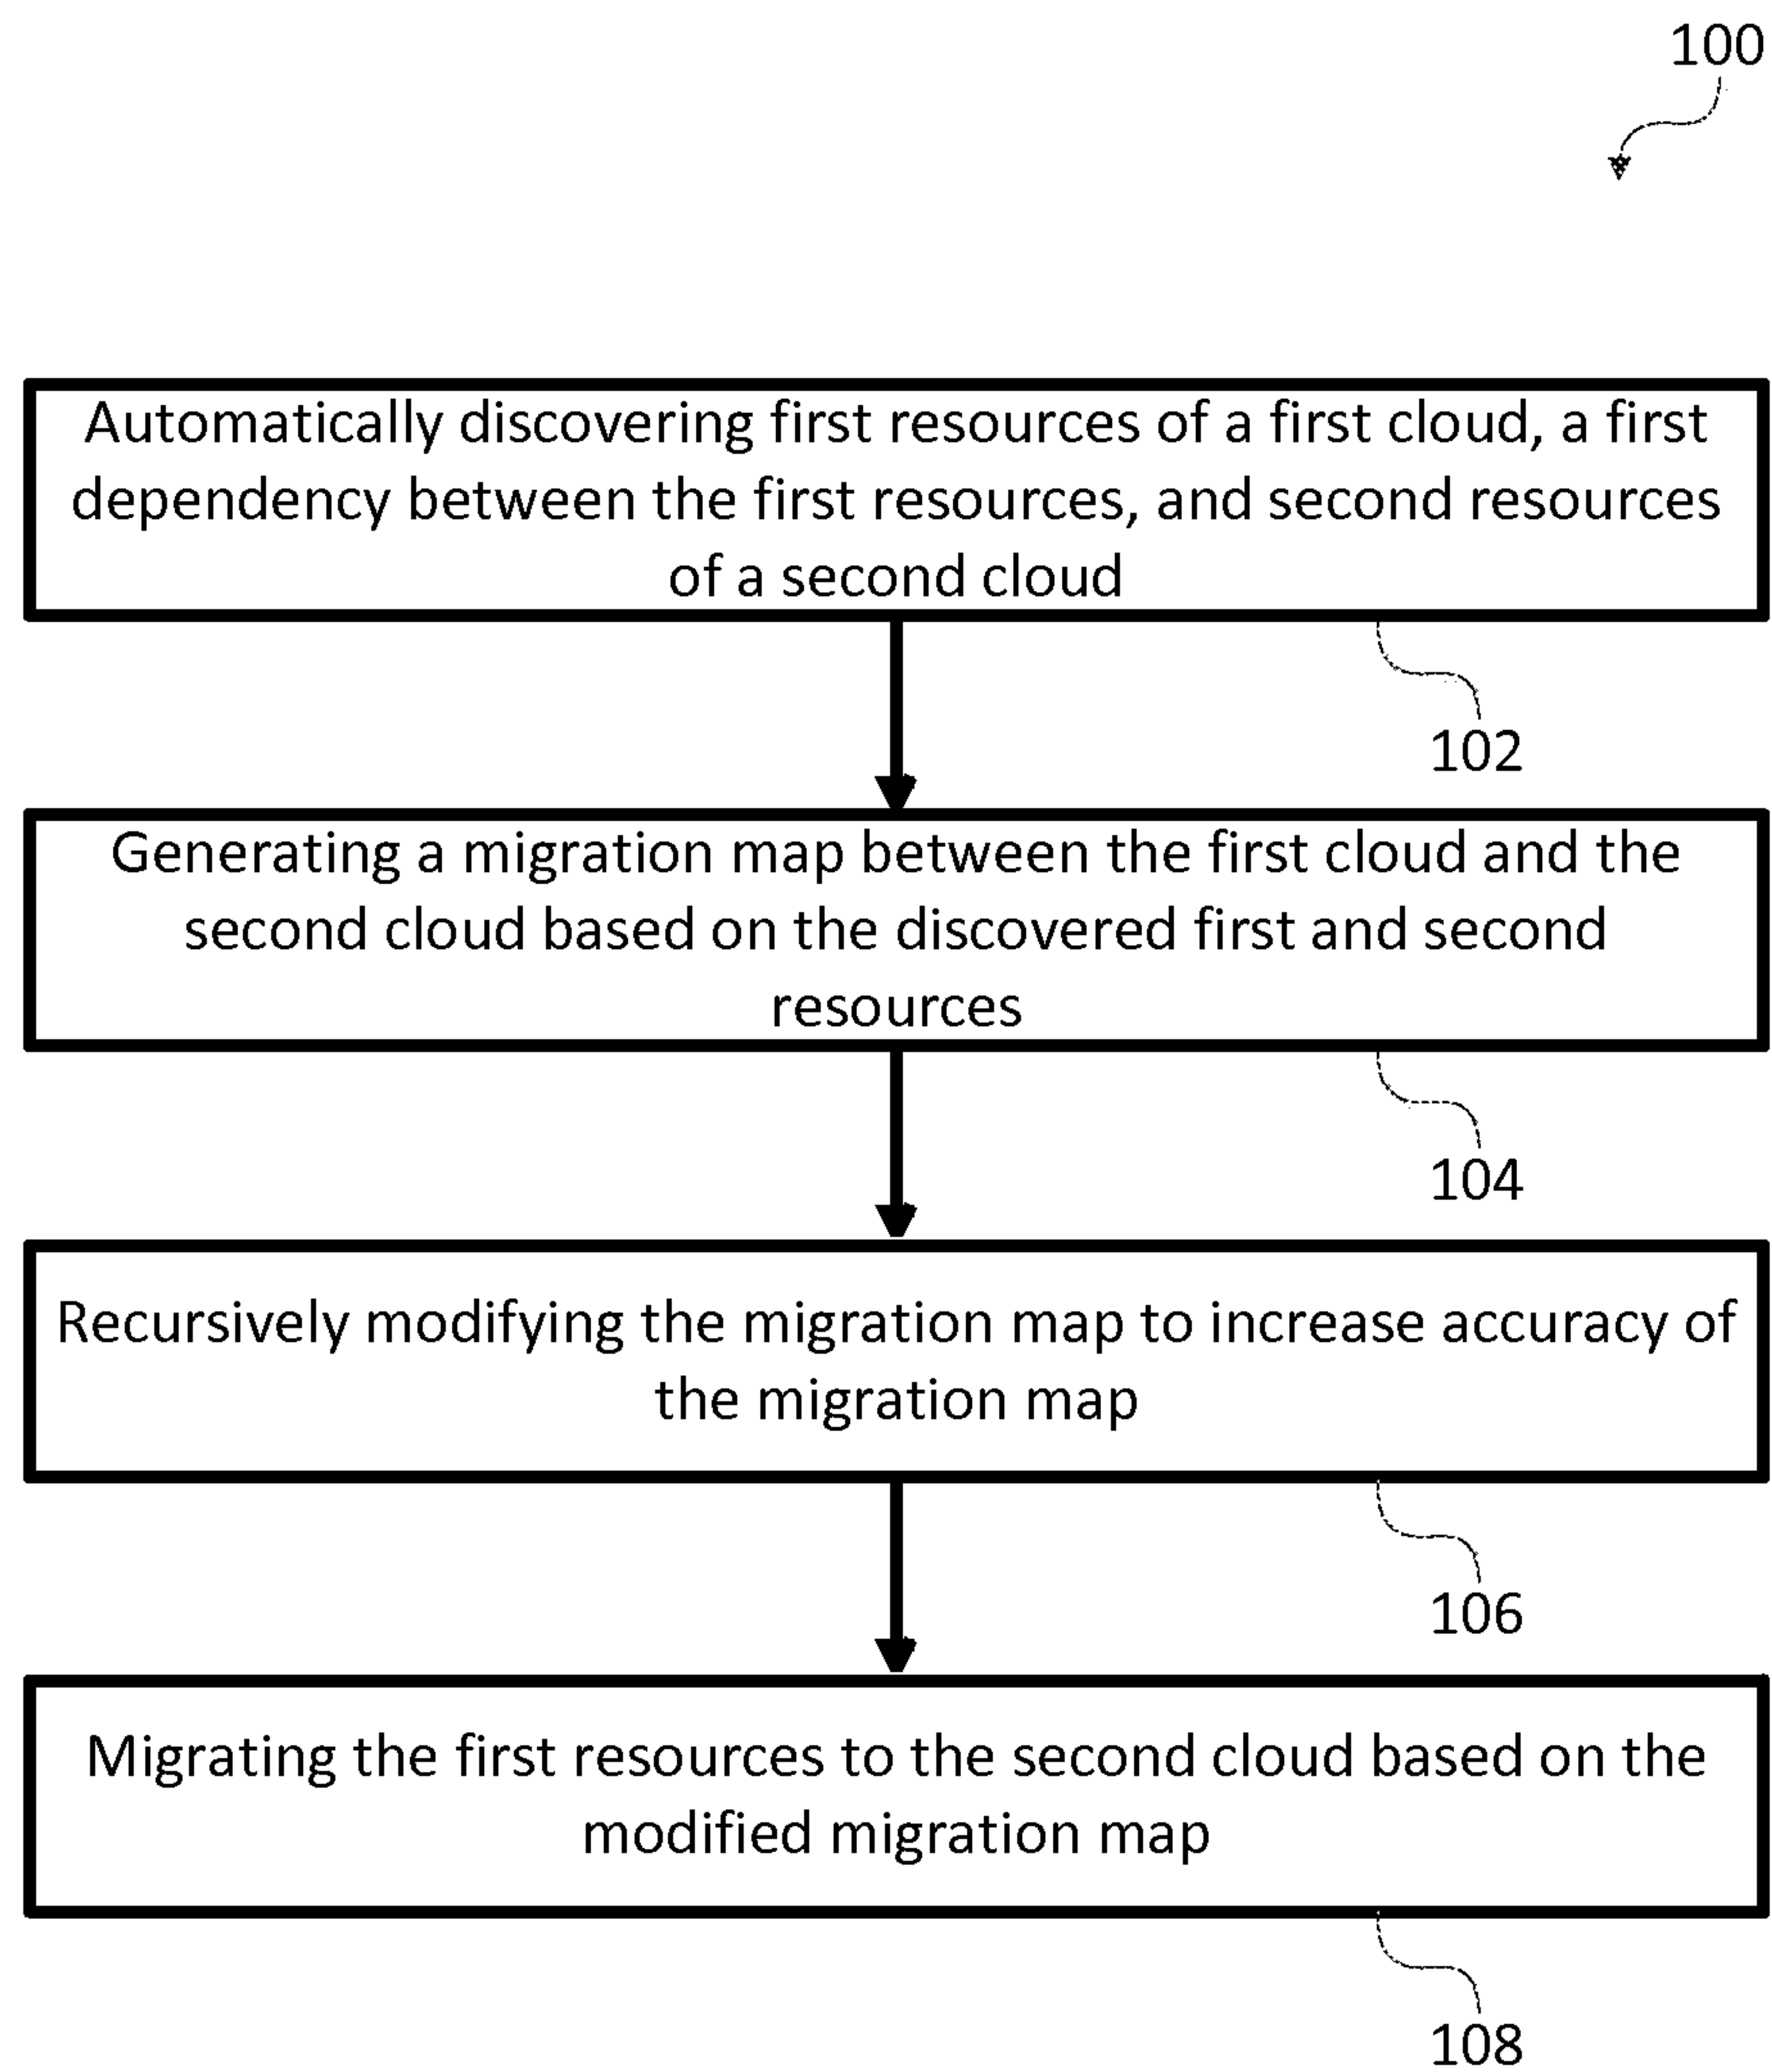 100
Automatically discovering first resources of a first cloud, a first
dependency between the first resources, and second resources
of a second cloud
102
Generating a migration map between the first cloud and the
second cloud based on the discovered first and second
resources
104
Recursively modifying the migration map to increase accuracy of
the migration map
106
Migrating the first resources to the second cloud based on the
modified migration map
108